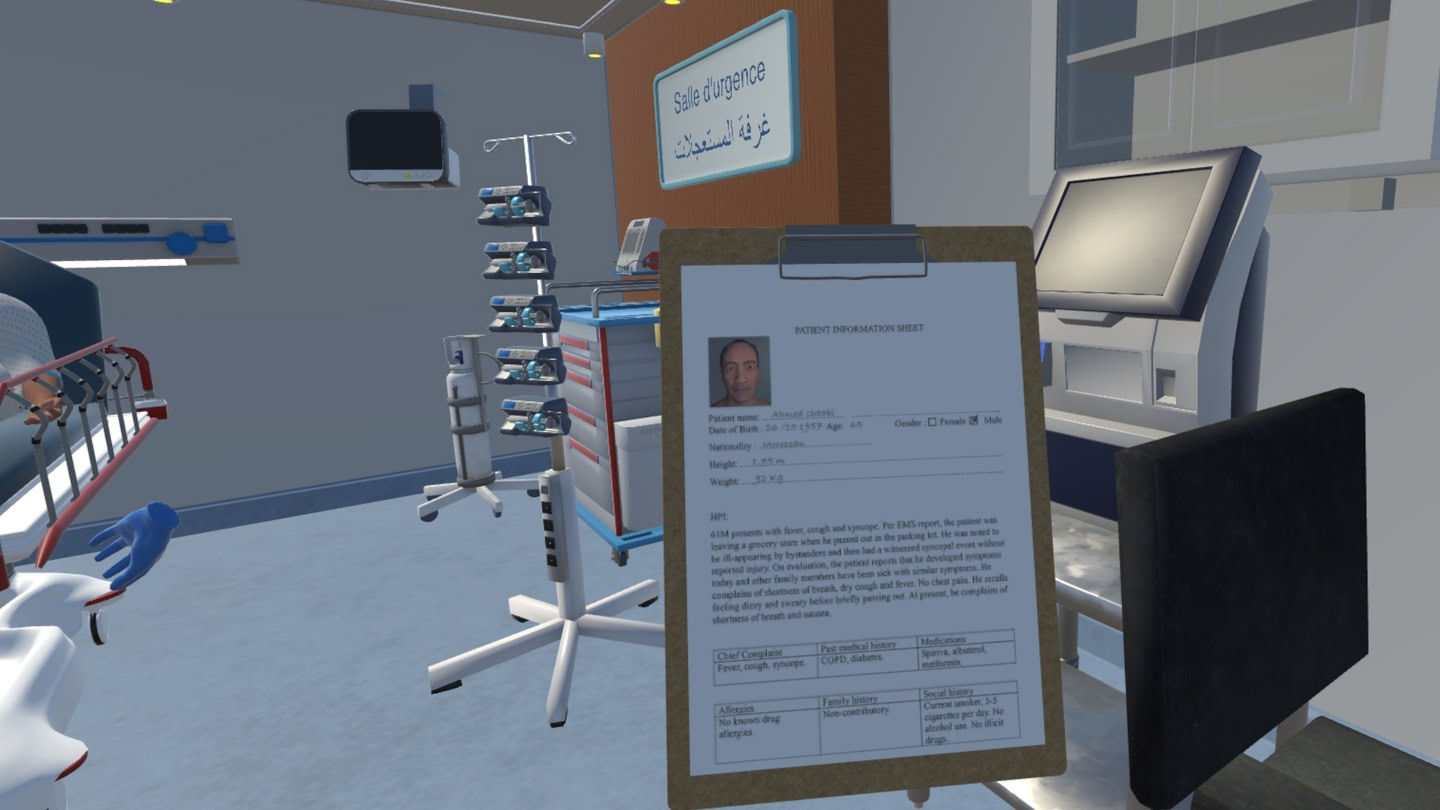 Salle d'urgence
غرفة المستعجلات
PATIENT INFORMATION SHEET
Patient name: Ahmed chaabi
Date of Birth : 26 /10 1957 Age: 65 Gender : Female Male
Nationality : Moroccan
Height: 1.75 m
Weight: 92 Kg
HPI:
61M presents with fever, cough and syncope. Per EMS report, the patient was
leaving a grocery store when he passed out in the parking lot. He was noted to
be ill-appearing by bystanders and then had a witnessed syncopal event without
reported injury. On evaluation, the patient reports that he developed symptoms
today and other family members have been sick with similar symptoms. He
complains of shortness of breath, dry cough and fever. No chest pain. He recalls
feeling dizzy and sweaty before briefly passing out. At present, he complains of
shortness of breath and nausea.
Chief Complaint Past medical history Medications
Fever, cough, syncope. COPD, diabetes. Spiriva, albuterol,
metformin.
Allergies Family history Social history
No known drug Non-contributory. Current smoker, 3-5
allergies. cigarettes per day. No
alcohol use. No illicit
drugs.